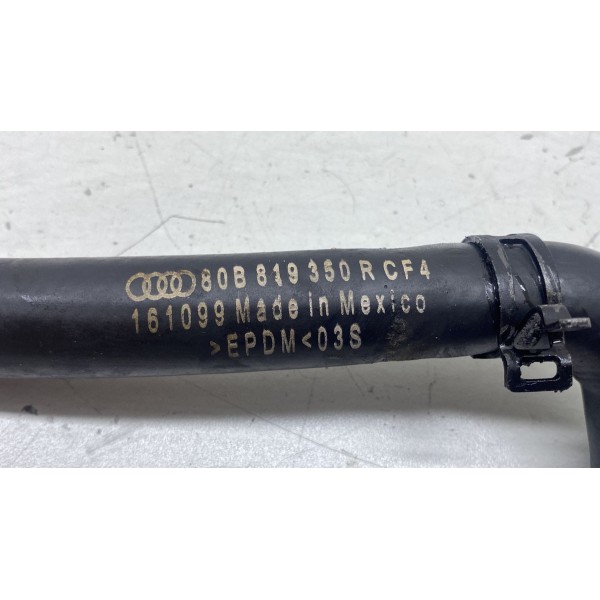 80B 819 350 R CF4
161099 Made in Mexico
>EPDM<03S